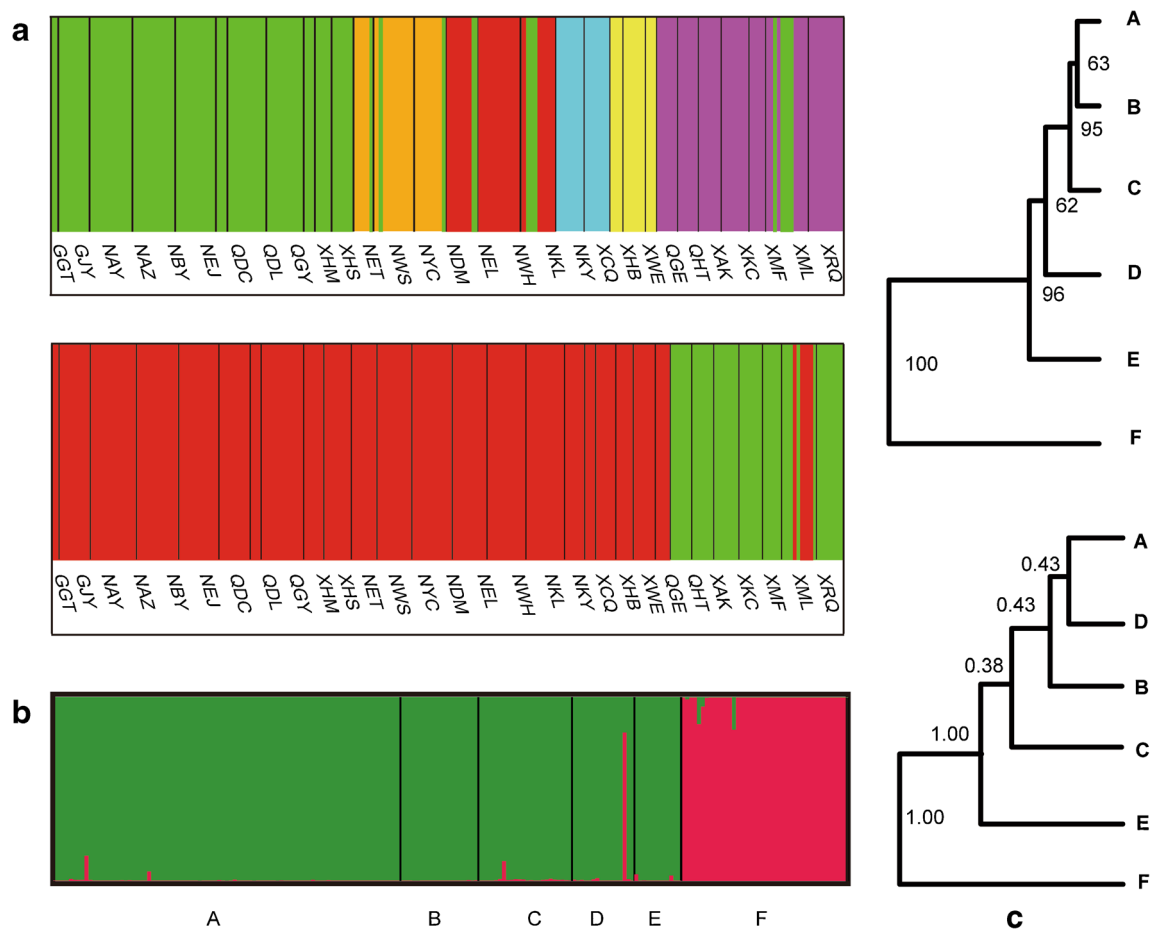 a
GGT GJY NAY NAZ NBY NEJ QDC QDL QGY XHM XHS NET NWS NYC NDM NEL NWH NKL NKY XCQ XHB XWE QGE QHT XAK XKC XMF XML XRQ
GGT GJY NAY NAZ NBY NEJ QDC QDL QGY XHM XHS NET NWS NYC NDM NEL NWH NKL NKY XCQ XHB XWE QGE QHT XAK XKC XMF XML XRQ
b
A B C D E F
A
63
B
95
C
62
D
96
E
100
F
A
0.43
D
0.43
B
0.38
C
1.00
E
1.00
F
c